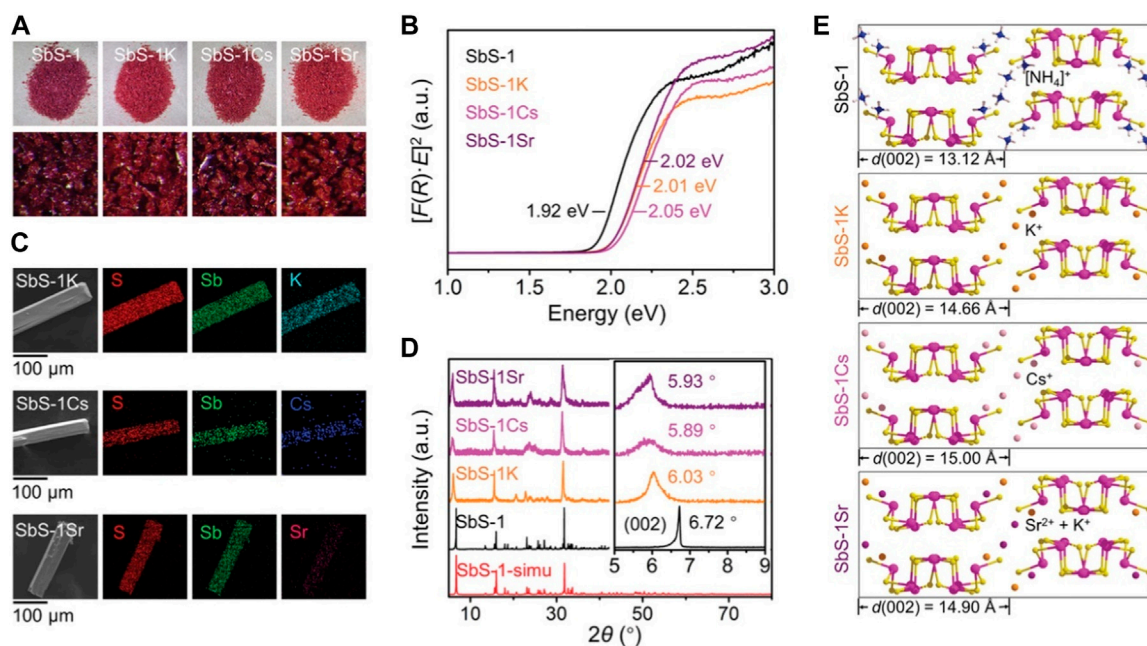 A
SbS-1 SbS-1K SbS-1Cs SbS-1Sr
B
[F(R)·E]² (a.u.)
SbS-1
SbS-1K
SbS-1Cs
SbS-1Sr
2.02 eV
2.01 eV
1.92 eV
2.05 eV
1.0 1.5 2.0 2.5 3.0
Energy (eV)
C
SbS-1K S Sb K
100 µm
SbS-1Cs S Sb Cs
100 µm
SbS-1Sr S Sb Sr
100 µm
D
Intensity (a.u.)
SbS-1Sr
SbS-1Cs
SbS-1K
SbS-1
SbS-1-simu
5.93 °
5.89 °
6.03 °
(002) 6.72 °
5 6 7 8 9
10 30 50 70
2θ (°)
E
SbS-1
[NH₄]⁺
d(002) = 13.12 Å
SbS-1K
K⁺
d(002) = 14.66 Å
SbS-1Cs
Cs⁺
d(002) = 15.00 Å
SbS-1Sr
Sr²⁺ + K⁺
d(002) = 14.90 Å